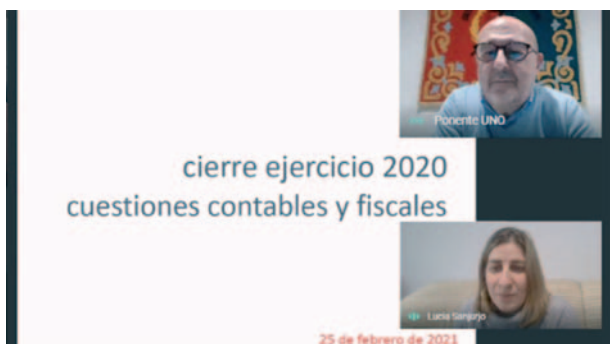 Ponente UNO
cierre ejercicio 2020
cuestiones contables y fiscales
Lucia Sanjorjo
25 de febrero de 2021